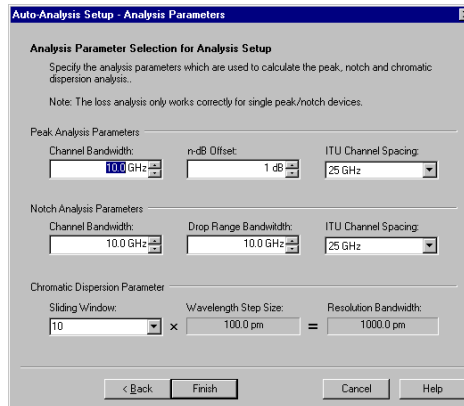 Auto-Analysis Setup - Analysis Parameters
Analysis Parameter Selection for Analysis Setup
Specify the analysis parameters which are used to calculate the peak, notch and chromatic
dispersion analysis..
Note: The loss analysis only works correctly for single peak/notch devices.
Peak Analysis Parameters
Channel Bandwidth: n-dB Offset: ITU Channel Spacing:
10.0 GHz 1 dB 25 GHz
Notch Analysis Parameters
Channel Bandwidth: Drop Range Bandwitdth: ITU Channel Spacing:
10.0 GHz 10.0 GHz 25 GHz
Chromatic Dispersion Parameter
Sliding Window: Wavelength Step Size: Resolution Bandwidth:
10 × 100.0 pm = 1000.0 pm
< Back Finish Cancel Help